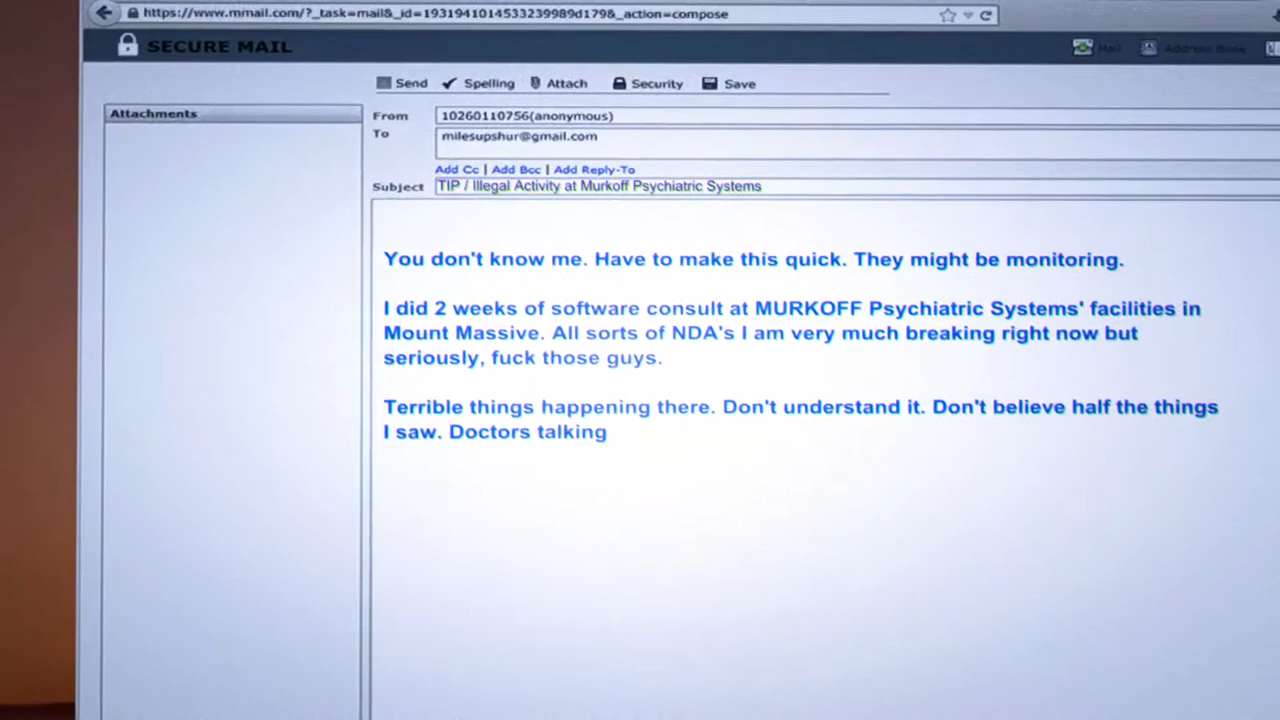 https://www.mmail.com/?_task=mail&_id=1931941014533239989d179&_action=compose
SECURE MAIL
Mail
Address Book
Send
Spelling
Attach
Security
Save
Attachments
From
10260110756(anonymous)
To
milesupshur@gmail.com
Add Cc | Add Bcc | Add Reply-To
Subject
TIP / Illegal Activity at Murkoff Psychiatric Systems
You don't know me. Have to make this quick. They might be monitoring.
I did 2 weeks of software consult at MURKOFF Psychiatric Systems' facilities in
Mount Massive. All sorts of NDA's I am very much breaking right now but
seriously, fuck those guys.
Terrible things happening there. Don't understand it. Don't believe half the things
I saw. Doctors talking